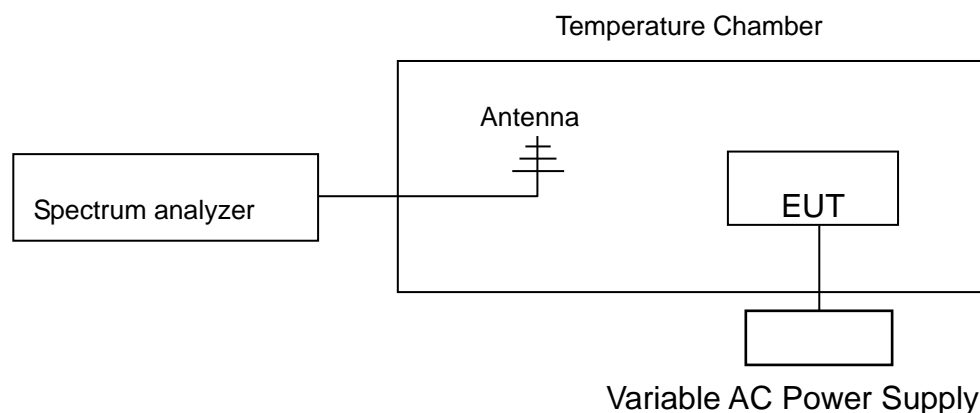 Temperature Chamber
Antenna
Spectrum analyzer
EUT
Variable AC Power Supply